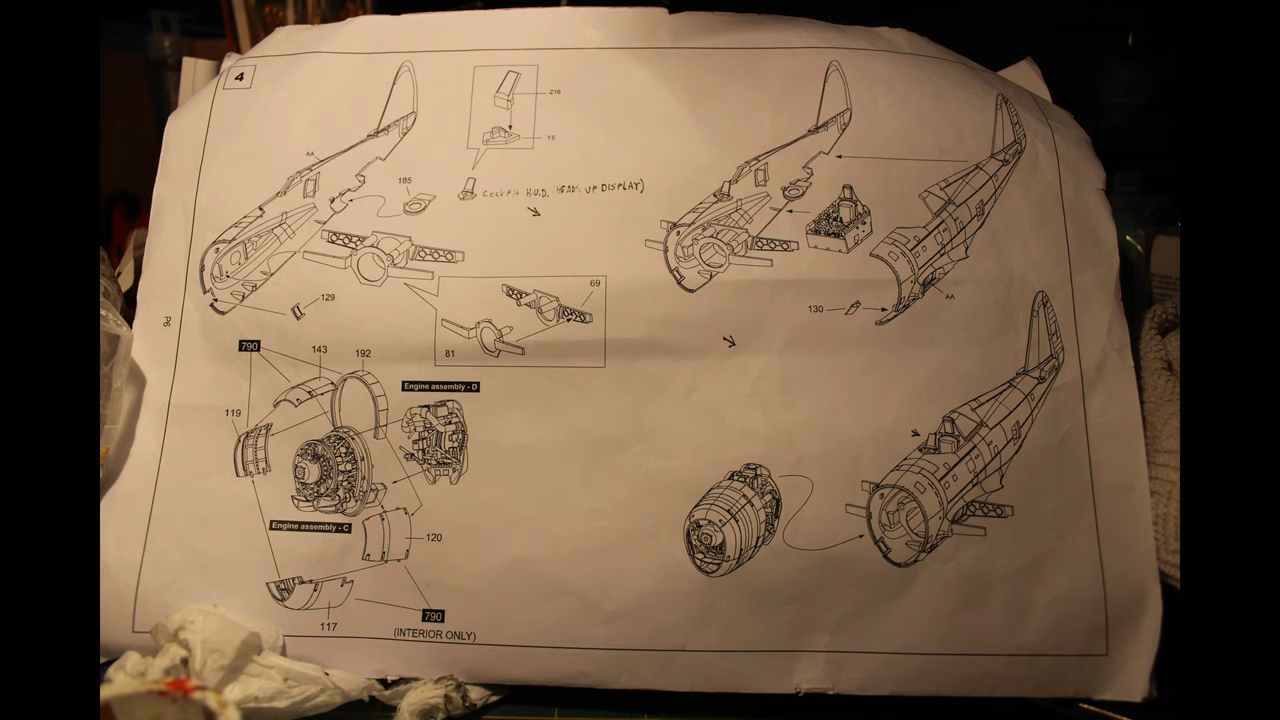 4
Z16
Y5
AA
185
COCKPIT H.U.D. (HEADS UP DISPLAY)
129
69
81
130
AA
P6
790
143
192
119
Engine assembly - D
Engine assembly - C
120
790
117
(INTERIOR ONLY)